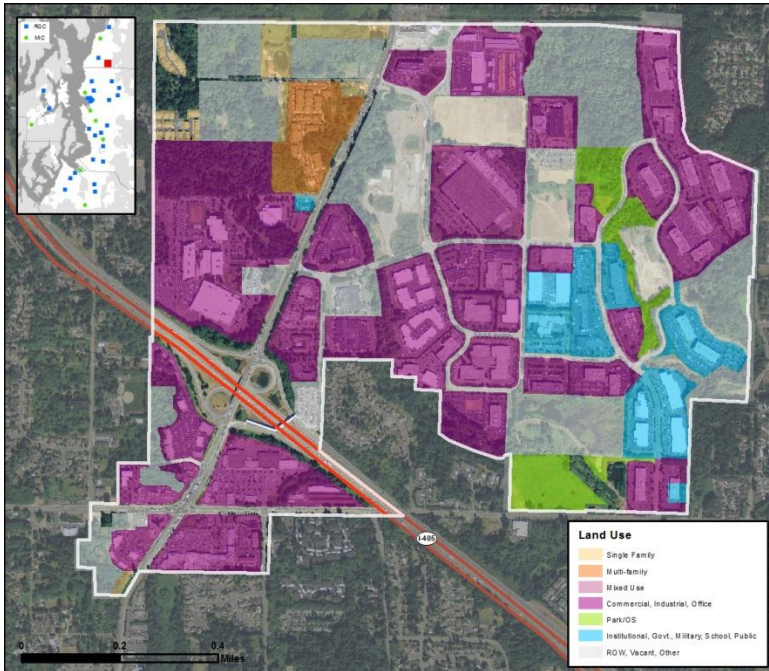 RGC
MIC
I-405
0
0.2
0.4
Miles
Land Use
Single Family
Multi-family
Mixed Use
Commercial, Industrial, Office
Park/OS
Institutional, Govt., Military, School, Public
ROW, Vacant, Other